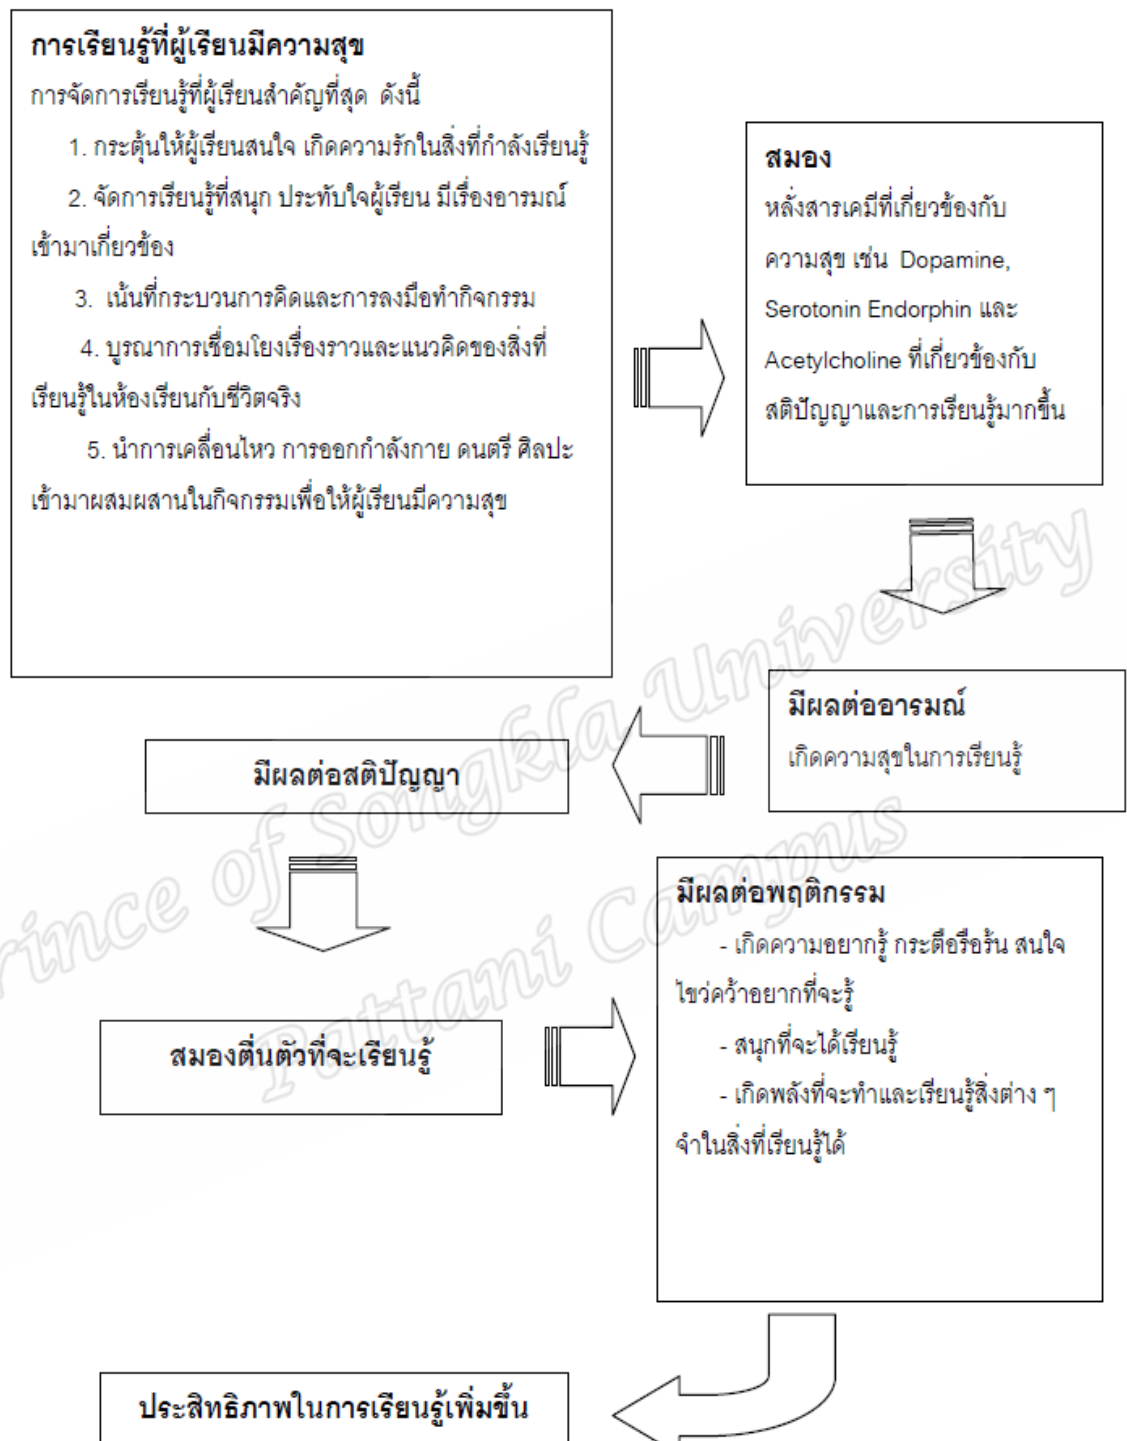 การเรียนรู้ที่ผู้เรียนมีความสุข
การจัดการเรียนรู้ที่ผู้เรียนสำคัญที่สุด ดังนี้
1. กระตุ้นให้ผู้เรียนสนใจ เกิดความรักในสิ่งที่กำลังเรียนรู้
2. จัดการเรียนรู้ที่สนุก ประทับใจผู้เรียน มีเรื่องอารมณ์
เข้ามาเกี่ยวข้อง
3. เน้นที่กระบวนการคิดและการลงมือทำกิจกรรม
4. บูรณาการเชื่อมโยงเรื่องราวและแนวคิดของสิ่งที่
เรียนรู้ในห้องเรียนกับชีวิตจริง
5. นำการเคลื่อนไหว การออกกำลังกาย ดนตรี ศิลปะ
เข้ามาผสมผสานในกิจกรรมเพื่อให้ผู้เรียนมีความสุข
สมอง
หลั่งสารเคมีที่เกี่ยวข้องกับ
ความสุข เช่น Dopamine,
Serotonin Endorphin และ
Acetylcholine ที่เกี่ยวข้องกับ
สติปัญญาและการเรียนรู้มากขึ้น
มีผลต่ออารมณ์
เกิดความสุขในการเรียนรู้
มีผลต่อสติปัญญา
สมองตื่นตัวที่จะเรียนรู้
มีผลต่อพฤติกรรม
- เกิดความอยากรู้ กระตือรือร้น สนใจ
ไขว่คว้าอยากที่จะรู้
- สนุกที่จะได้เรียนรู้
- เกิดพลังที่จะทำและเรียนรู้สิ่งต่าง ๆ
จำในสิ่งที่เรียนรู้ได้
ประสิทธิภาพในการเรียนรู้เพิ่มขึ้น
rince of Songkla University
Pattani Campus